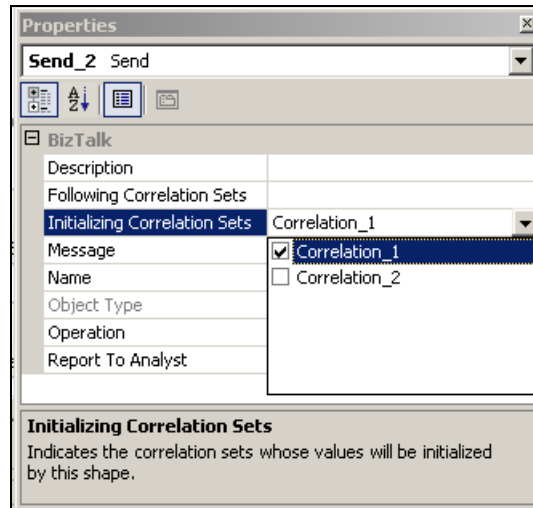 Properties
Send_2 Send
BizTalk
Description
Following Correlation Sets
Initializing Correlation Sets Correlation_1
Message Correlation_1
Name Correlation_2
Object Type
Operation
Report To Analyst
Initializing Correlation Sets
Indicates the correlation sets whose values will be initialized
by this shape.